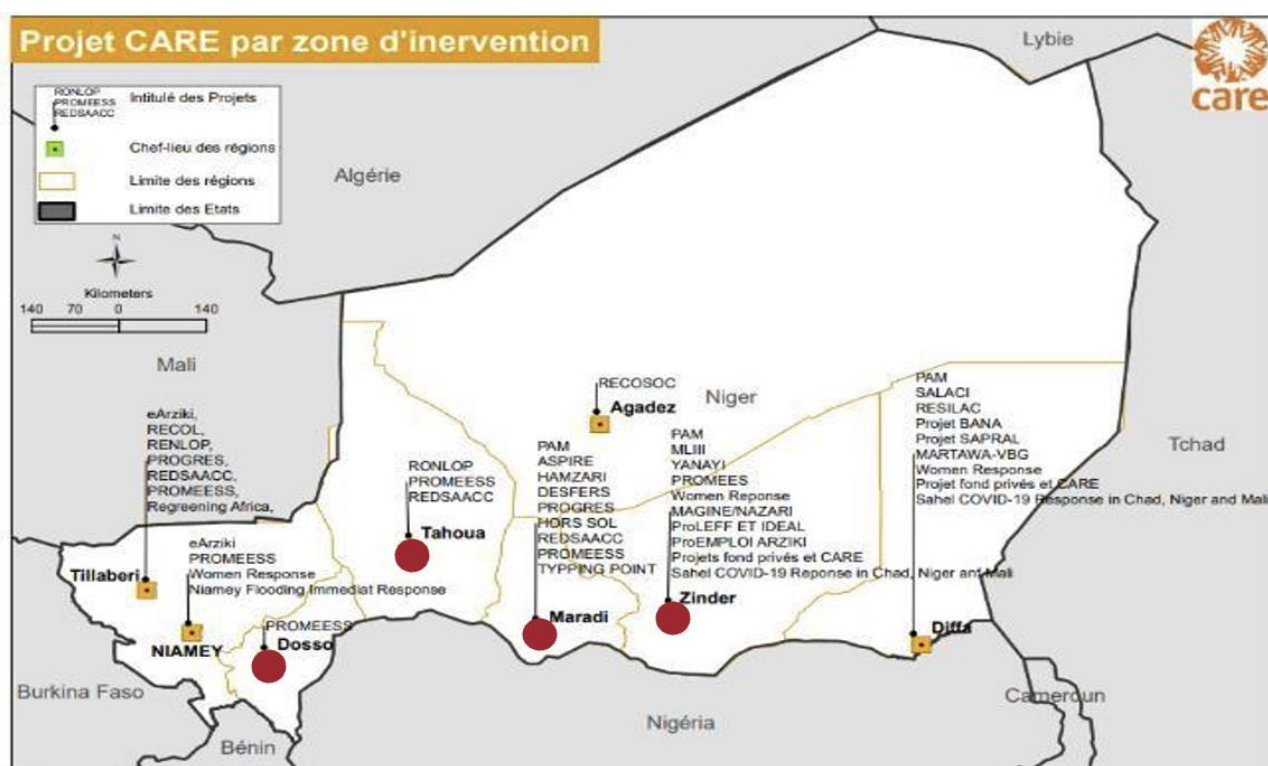 Projet CARE par zone d'inervention
care
RONLOP
PROMEESS
REDSAACC
Intitulé des Projets
Chef-lieu des régions
Limite des régions
Limite des Etats
N
Kilometers
140 70 0 140
Lybie
Algérie
Mali
Niger
Tchad
Burkina Faso
Bénin
Nigéria
Cameroun
eArziki,
RECOL,
RENLOP,
PROGRES,
REDSAACC,
PROMEESS,
Regreening Africa,
Tillaberi
eArziki
PROMEESS
Women Response
Niamey Flooding Immediat Response
NIAMEY
PROMEESS
Dosso
RONLOP
PROMEESS
REDSAACC
Tahoua
RECOSOC
Agadez
PAM
ASPIRE
HAMZARI
DESFERS
PROGRES
HORS SOL
REDSAACC
PROMEESS
TYPPING POINT
Maradi
PAM
MLIII
YANAYI
PROMEES
Women Reponse
MAGINE/NAZARI
ProLEFF ET IDEAL
ProEMPLOI ARZIKI
Projets fond privés et CARE
Sahel COVID-19 Reponse in Chad, Niger ant Mali
Zinder
PAM
SALACI
RESILAC
Projet BANA
Projet SAPRAL
MARTAWA-VBG
Women Response
Projet fond privés et CARE
Sahel COVID-19 Response in Chad, Niger and Mali
Diffa